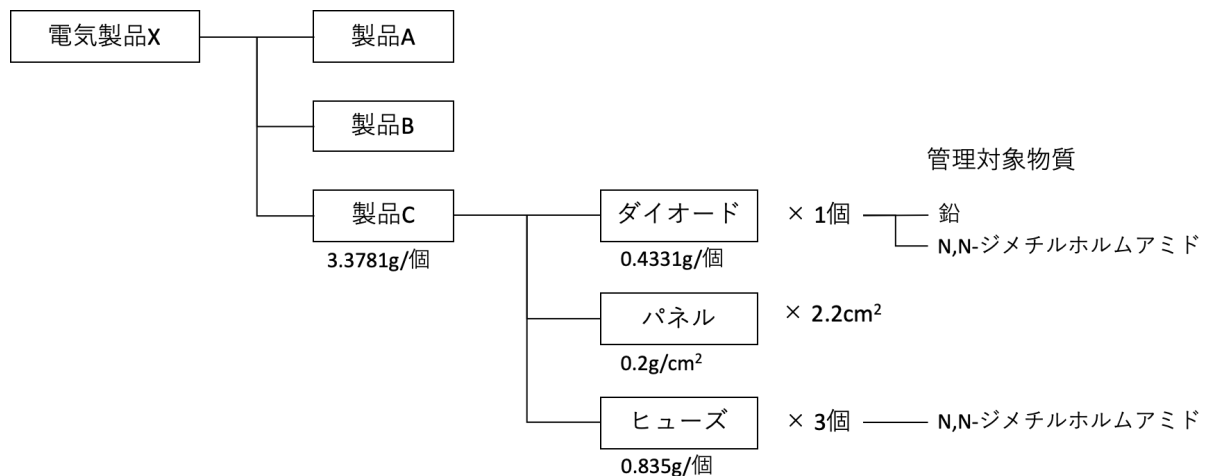 電気製品X
製品A
製品B
管理対象物質
製品C
3.3781g/個
ダイオード
× 1個
鉛
N,N-ジメチルホルムアミド
0.4331g/個
パネル
× 2.2cm²
0.2g/cm²
ヒューズ
× 3個
N,N-ジメチルホルムアミド
0.835g/個